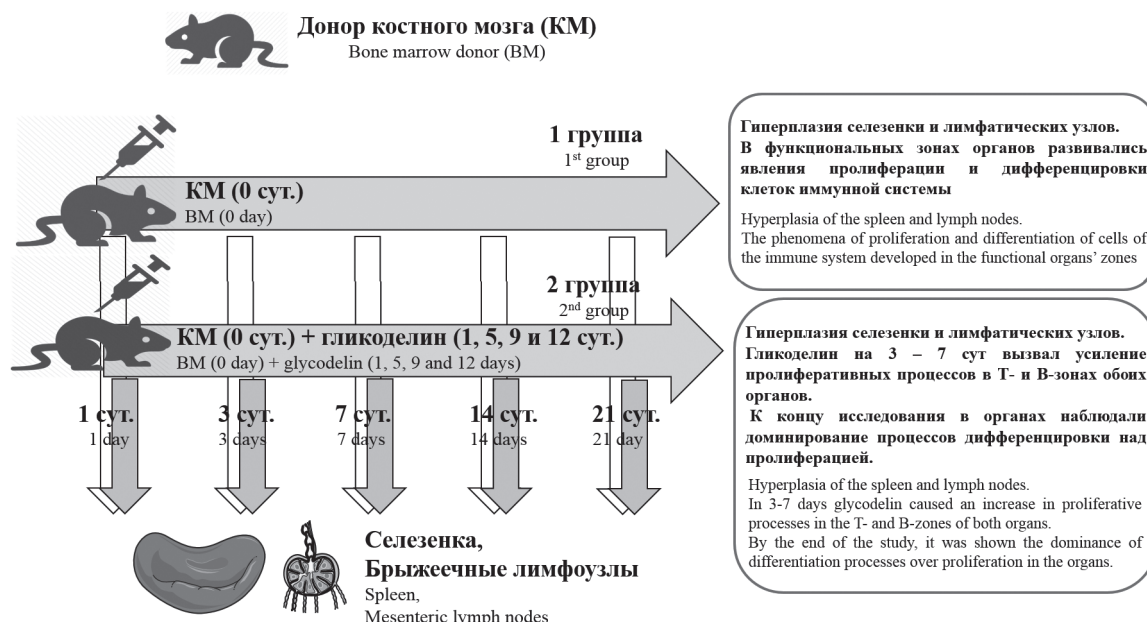 Донор костного мозга (КМ)
Bone marrow donor (BM)
1 группа
1st group
КМ (0 сут.)
BM (0 day)
2 группа
2nd group
КМ (0 сут.) + гликоделин (1, 5, 9 и 12 сут.)
BM (0 day) + glycodelin (1, 5, 9 and 12 days)
1 сут.
1 day
3 сут.
3 days
7 сут.
7 days
14 сут.
14 days
21 сут.
21 day
Селезенка,
Брыжеечные лимфоузлы
Spleen,
Mesenteric lymph nodes
Гиперплазия селезенки и лимфатических узлов.
В функциональных зонах органов развивались
явления пролиферации и дифференцировки
клеток иммунной системы
Hyperplasia of the spleen and lymph nodes.
The phenomena of proliferation and differentiation of cells of
the immune system developed in the functional organs’ zones
Гиперплазия селезенки и лимфатических узлов.
Гликоделин на 3 – 7 сут вызвал усиление
пролиферативных процессов в Т- и В-зонах обоих
органов.
К концу исследования в органах наблюдали
доминирование процессов дифференцировки над
пролиферацией.
Hyperplasia of the spleen and lymph nodes.
In 3-7 days glycodelin caused an increase in proliferative
processes in the T- and B-zones of both organs.
By the end of the study, it was shown the dominance of
differentiation processes over proliferation in the organs.